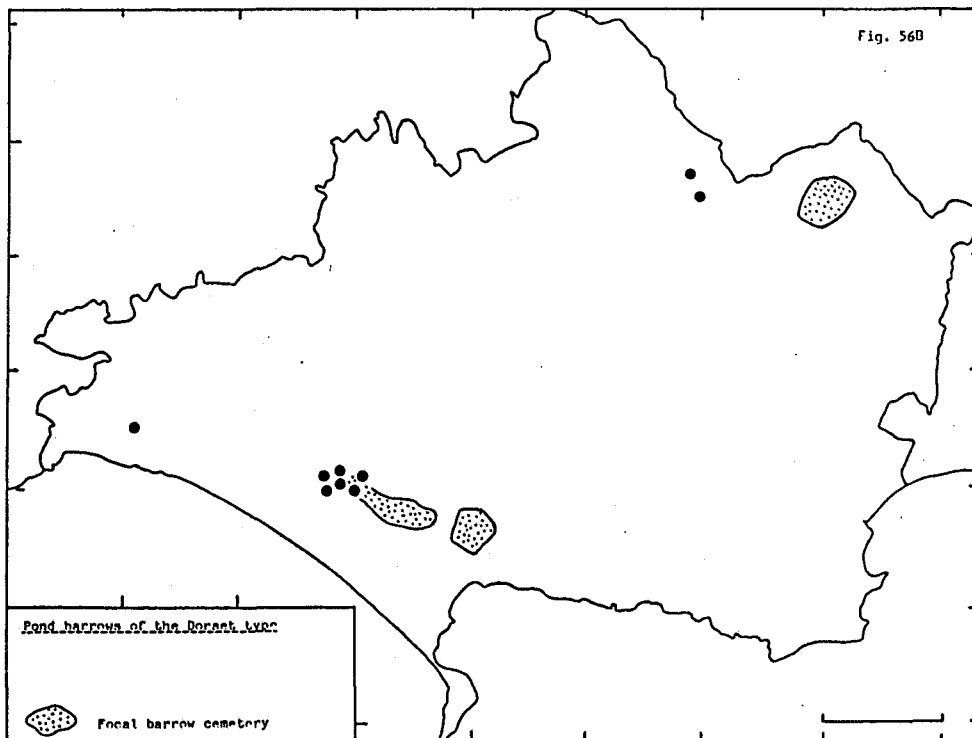 Fig. 56B
Pond barrows of the Dorset type
Focal barrow cemetery